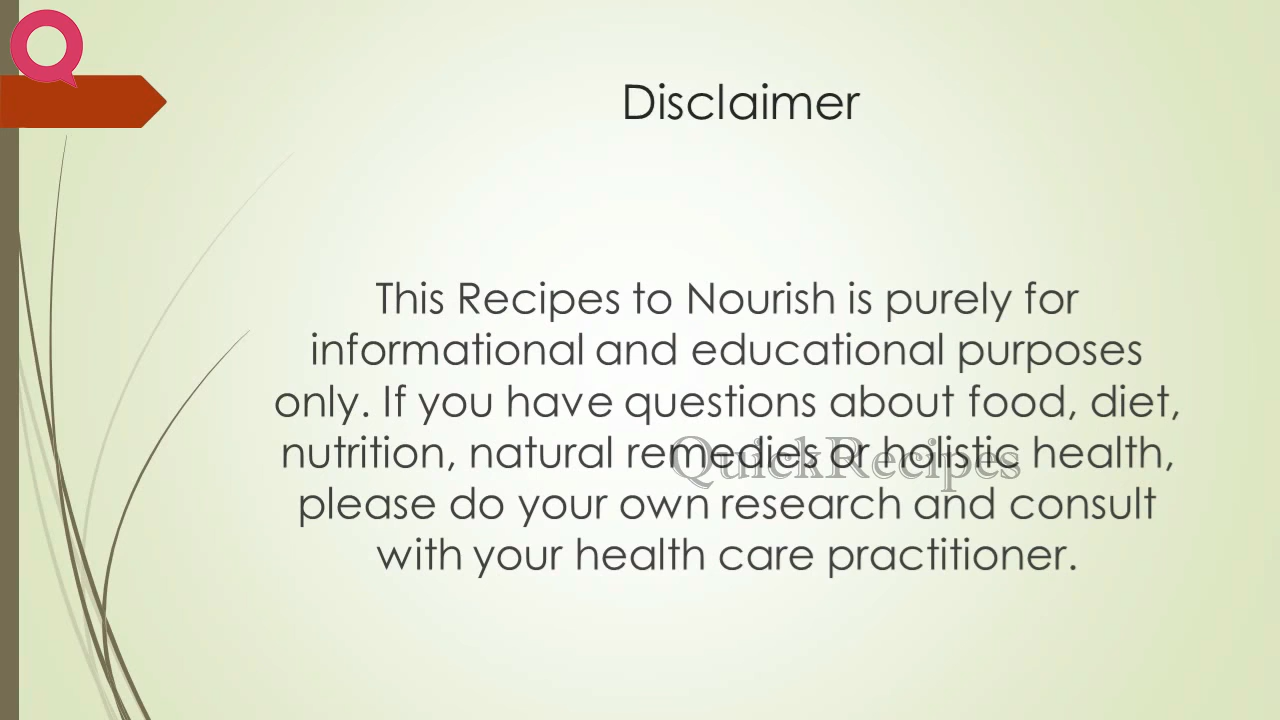 Disclaimer
This Recipes to Nourish is purely for
informational and educational purposes
only. If you have questions about food, diet,
nutrition, natural remedies or holistic health,
QuickRecipes
please do your own research and consult
with your health care practitioner.